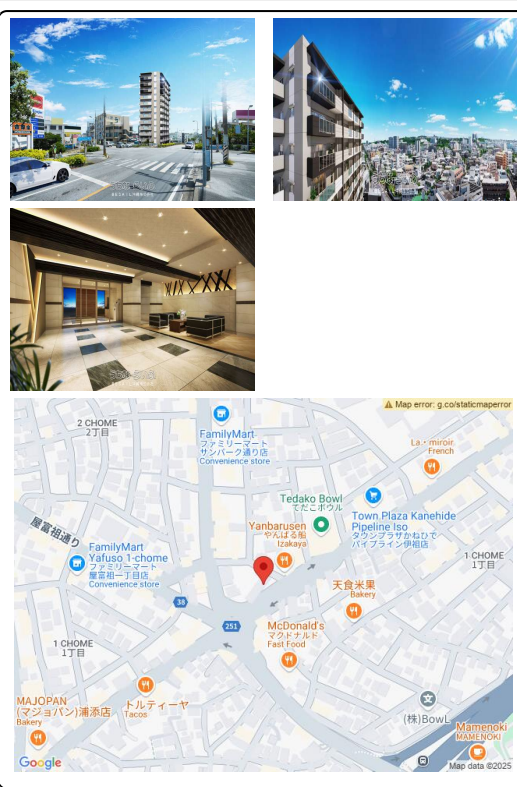 Map error: g.co/staticmaperror
2 CHOME
2丁目
FamilyMart
ファミリーマート
サンパーク通り店
Convenience store
La・miroir
French
Tedako Bowl
てだこボウル
Town Plaza Kanehide
Pipeline Iso
タウンプラザかねひで
パイプライン伊祖店
Yanbarusen
やんばる船
Izakaya
屋富祖通り
FamilyMart
Yafuso 1-chome
ファミリーマート
屋富祖一丁目店
Convenience store
1 CHOME
1丁目
天食米果
Bakery
38
251
McDonald's
マクドナルド
Fast Food
1 CHOME
1丁目
MAJOPAN
(マジョパン)浦添店
Bakery
トルティーヤ
Tacos
(株)BowL
Mamenoki
MAMENOKI
Google
Map data ©2025